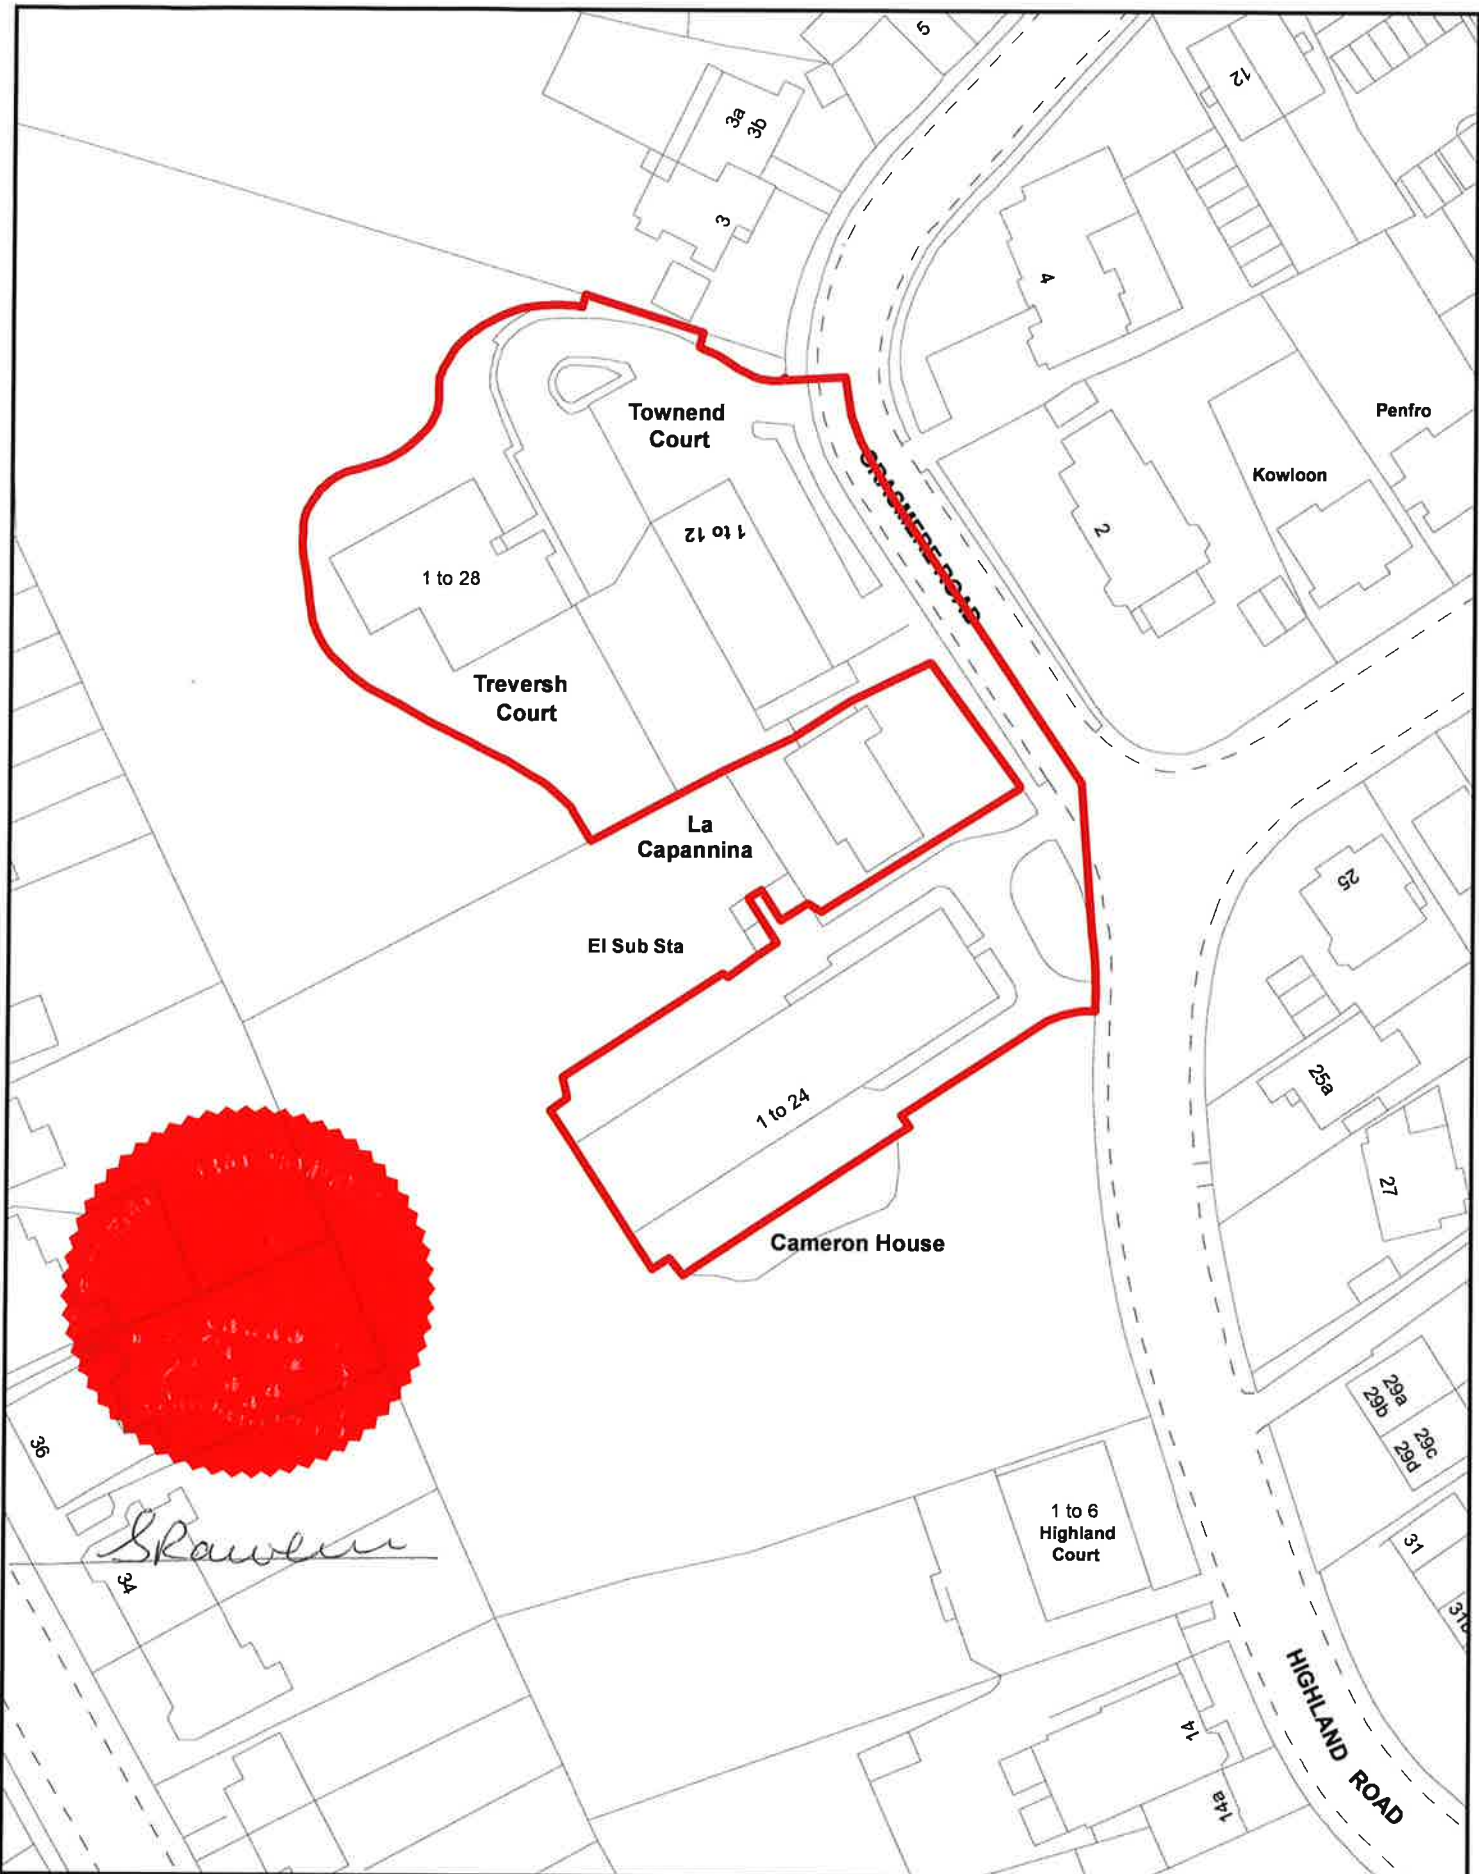 5
12
3a
3b
3
4
Townend
Court
Penfro
Kowloon
GRASMERE ROAD
2
1 to 12
1 to 28
Treversh
Court
La
Capannina
25
El Sub Sta
25a
1 to 24
27
Cameron House
29a
29b
29c
29d
36
1 to 6
Highland
Court
31
34
HIGHLAND ROAD
14
14a